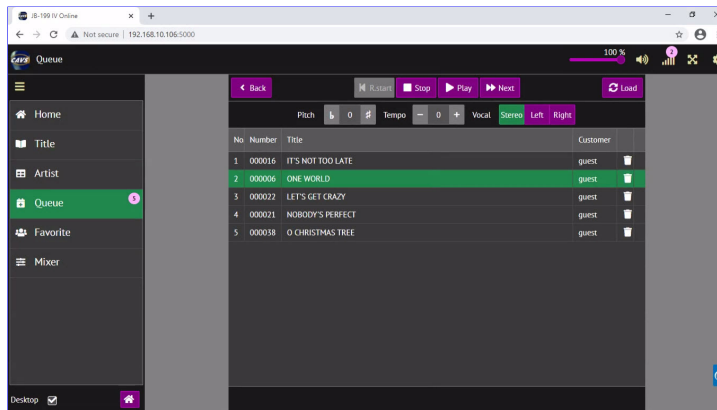 JB-199 IV Online
Not secure 192.168.10.106:5000
CAVS Queue 100 % 2
Back R.start Stop Play Next Load
Home
Pitch b 0 # Tempo − 0 + Vocal Stereo Left Right
Title
No Number Title Customer
Artist
1 000016 IT'S NOT TOO LATE guest
2 000006 ONE WORLD guest
Queue 5
3 000022 LET'S GET CRAZY guest
4 000021 NOBODY'S PERFECT guest
Favorite
5 000038 O CHRISTMAS TREE guest
Mixer
Desktop